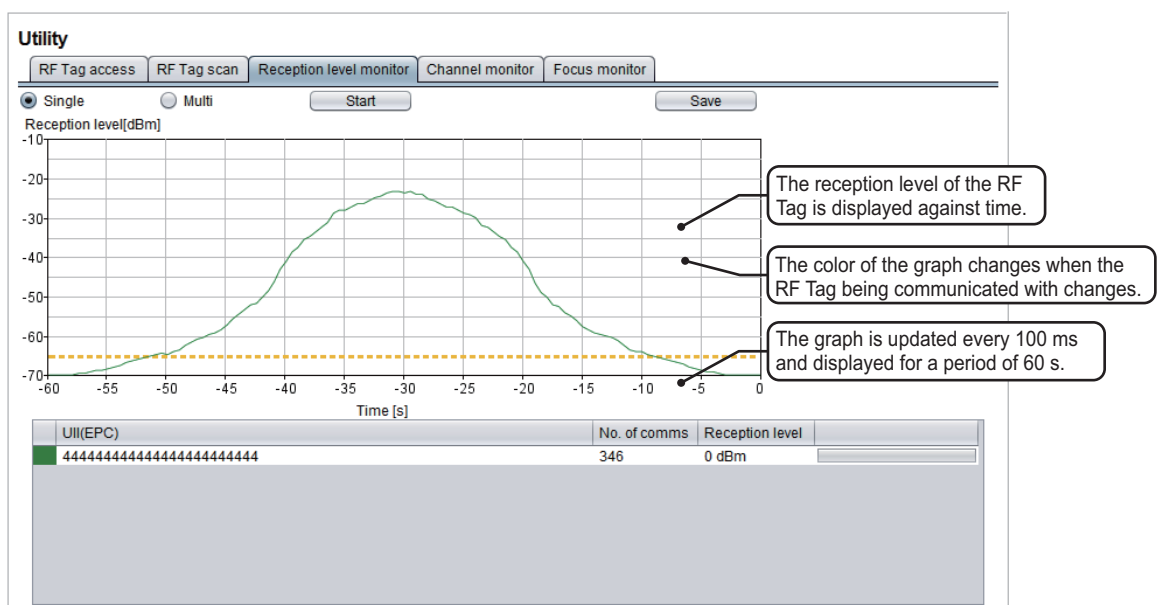 Utility
RF Tag access RF Tag scan Reception level monitor Channel monitor Focus monitor
Single Multi Start Save
Reception level[dBm]
-10
-20
-30
-40
-50
-60
-70
-60 -55 -50 -45 -40 -35 -30 -25 -20 -15 -10 -5 0
Time [s]
The reception level of the RF
Tag is displayed against time.
The color of the graph changes when the
RF Tag being communicated with changes.
The graph is updated every 100 ms
and displayed for a period of 60 s.
UII(EPC) No. of comms Reception level
444444444444444444444444 346 0 dBm